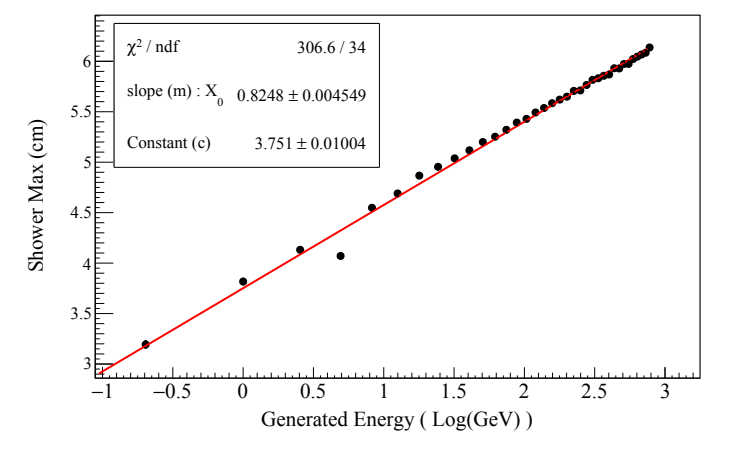 χ² / ndf 306.6 / 34
slope (m) : X₀ 0.8248 ± 0.004549
Constant (c) 3.751 ± 0.01004
Shower Max (cm)
6
5.5
5
4.5
4
3.5
3
−1 −0.5 0 0.5 1 1.5 2 2.5 3
Generated Energy ( Log(GeV) )